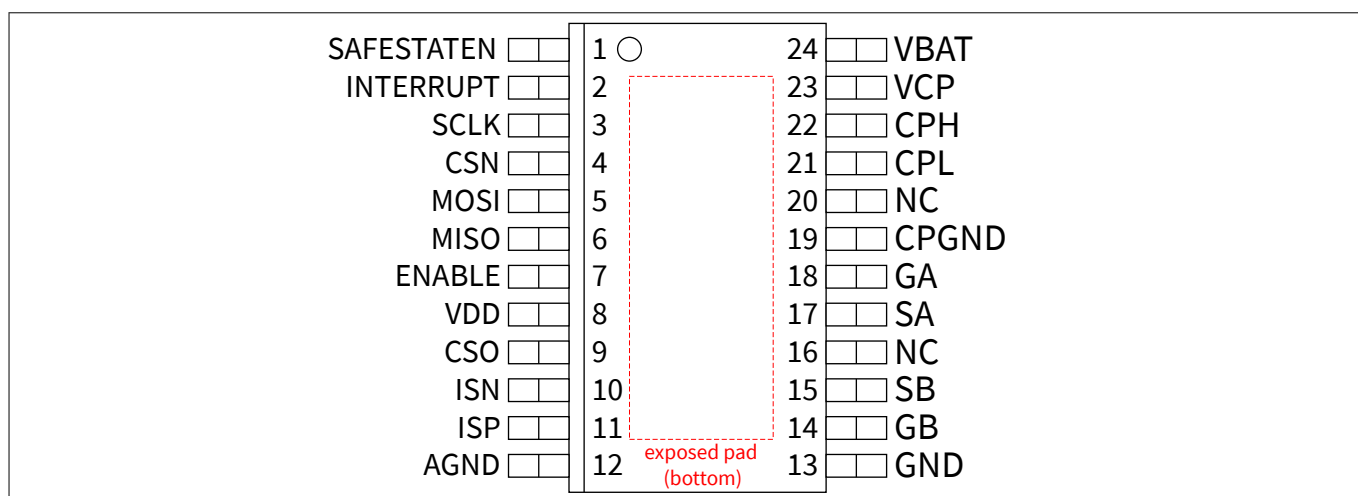 SAFESTATEN 1 24 VBAT
INTERRUPT 2 23 VCP
SCLK 3 22 CPH
CSN 4 21 CPL
MOSI 5 20 NC
MISO 6 19 CPGND
ENABLE 7 18 GA
VDD 8 17 SA
CSO 9 16 NC
ISN 10 15 SB
ISP 11 14 GB
AGND 12 13 GND
exposed pad
(bottom)